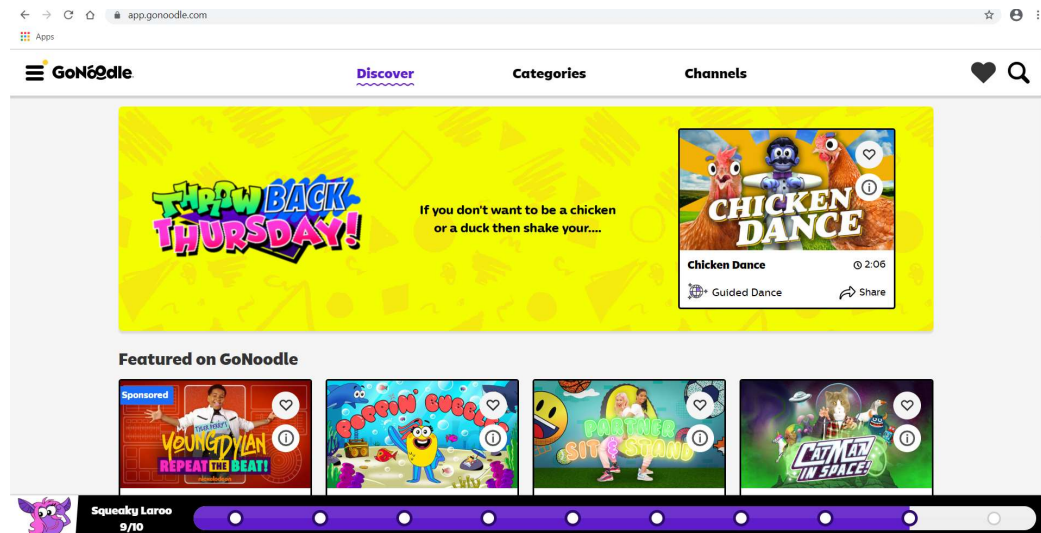 app.gonoodle.com
Apps
GoNoodle
Discover
Categories
Channels
THROWBACK
THURSDAY!
If you don't want to be a chicken
or a duck then shake your....
CHICKEN
DANCE
Chicken Dance
2:06
Guided Dance
Share
Featured on GoNoodle
Sponsored
TYLER PERRY'S
YOUNG DYLAN
REPEAT THE BEAT!
nickelodeon
POPPIN' BUBBLES
PARTNER
SIT & STAND
CATMAN
IN SPACE!
Squeaky Laroo
9/10